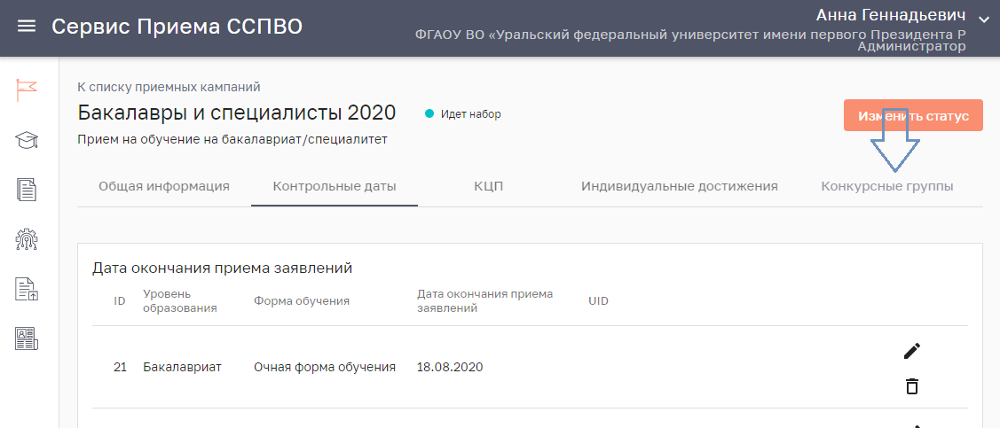 Сервис Приема ССПВО
Анна Геннадьевич
ФГАОУ ВО «Уральский федеральный университет имени первого Президента Р
Администратор
К списку приемных кампаний
Бакалавры и специалисты 2020
Идет набор
Изменить статус
Прием на обучение на бакалавриат/специалитет
Общая информация
Контрольные даты
КЦП
Индивидуальные достижения
Конкурсные группы
Дата окончания приема заявлений
ID
Уровень
образования
Форма обучения
Дата окончания приема
заявлений
UID
21
Бакалавриат
Очная форма обучения
18.08.2020